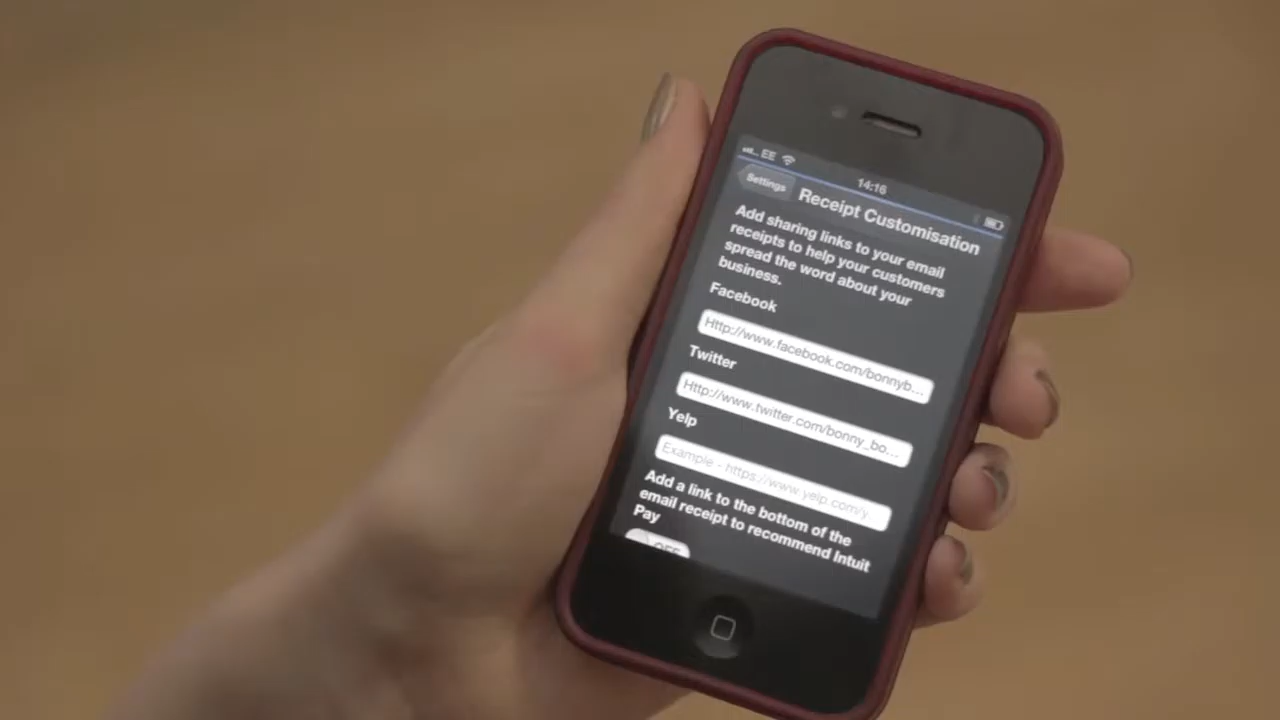 EE
14:16
Settings
Receipt Customisation
Add sharing links to your email
receipts to help your customers
spread the word about your
business.
Facebook
Http://www.facebook.com/bonnyb...
Twitter
Http://www.twitter.com/bonny_bo...
Yelp
Example - https://www.yelp.com/y...
Add a link to the bottom of the
email receipt to recommend Intuit
Pay
OFF